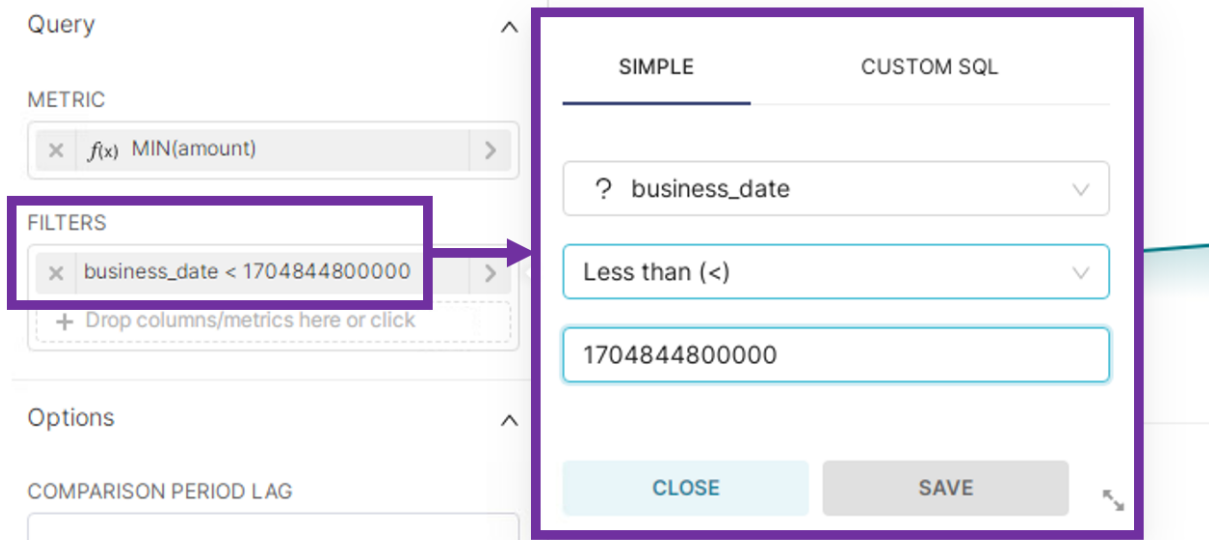 Query
METRIC
× f(x) MIN(amount)
FILTERS
× business_date < 1704844800000
+ Drop columns/metrics here or click
Options
COMPARISON PERIOD LAG
SIMPLE CUSTOM SQL
? business_date
Less than (<)
1704844800000
CLOSE SAVE